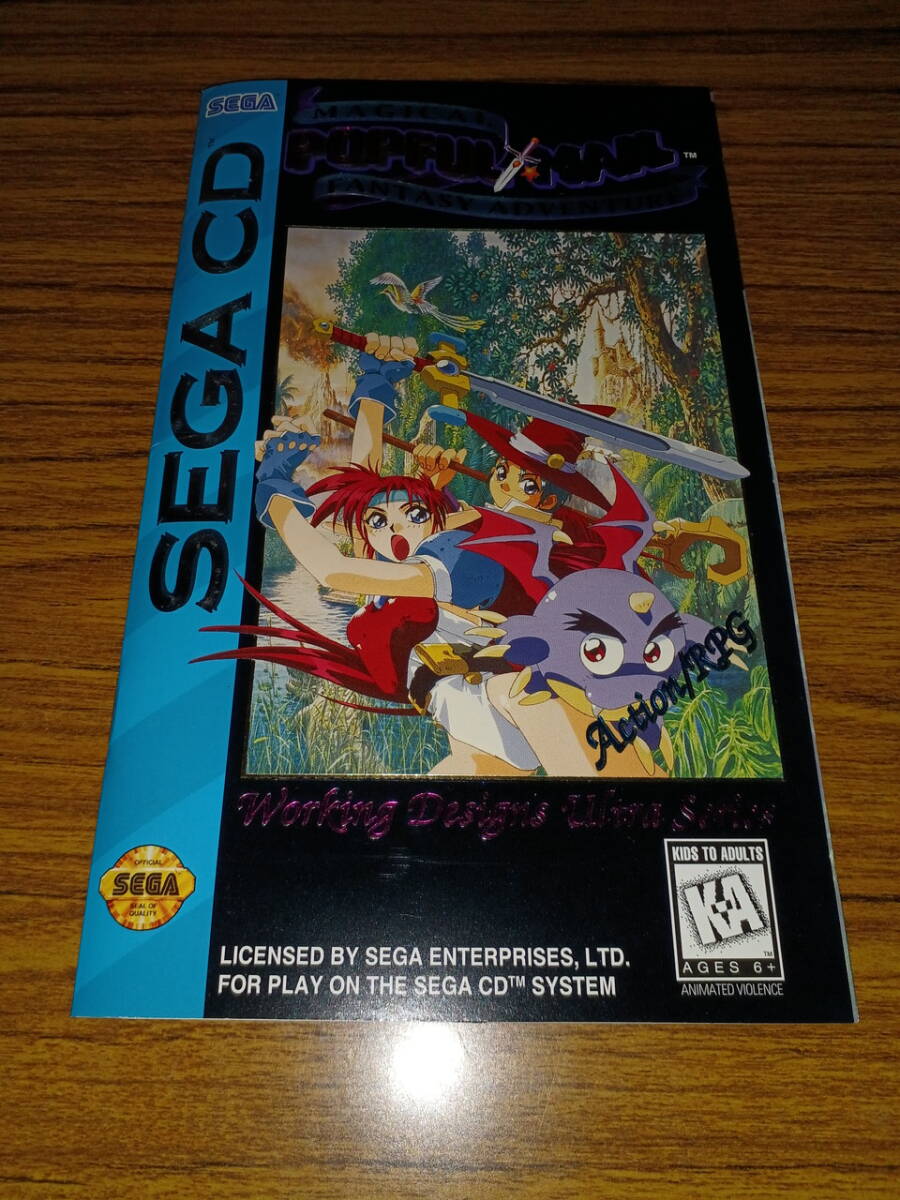 SEGA
SEGA CD
MAGICAL
POPFUL MAIL™
FANTASY ADVENTURE
Action/RPG
Working Designs Ultra Series
OFFICIAL
SEGA
SEAL OF
QUALITY
LICENSED BY SEGA ENTERPRISES, LTD.
FOR PLAY ON THE SEGA CD™ SYSTEM
KIDS TO ADULTS
K-A
™
AGES 6+
ANIMATED VIOLENCE